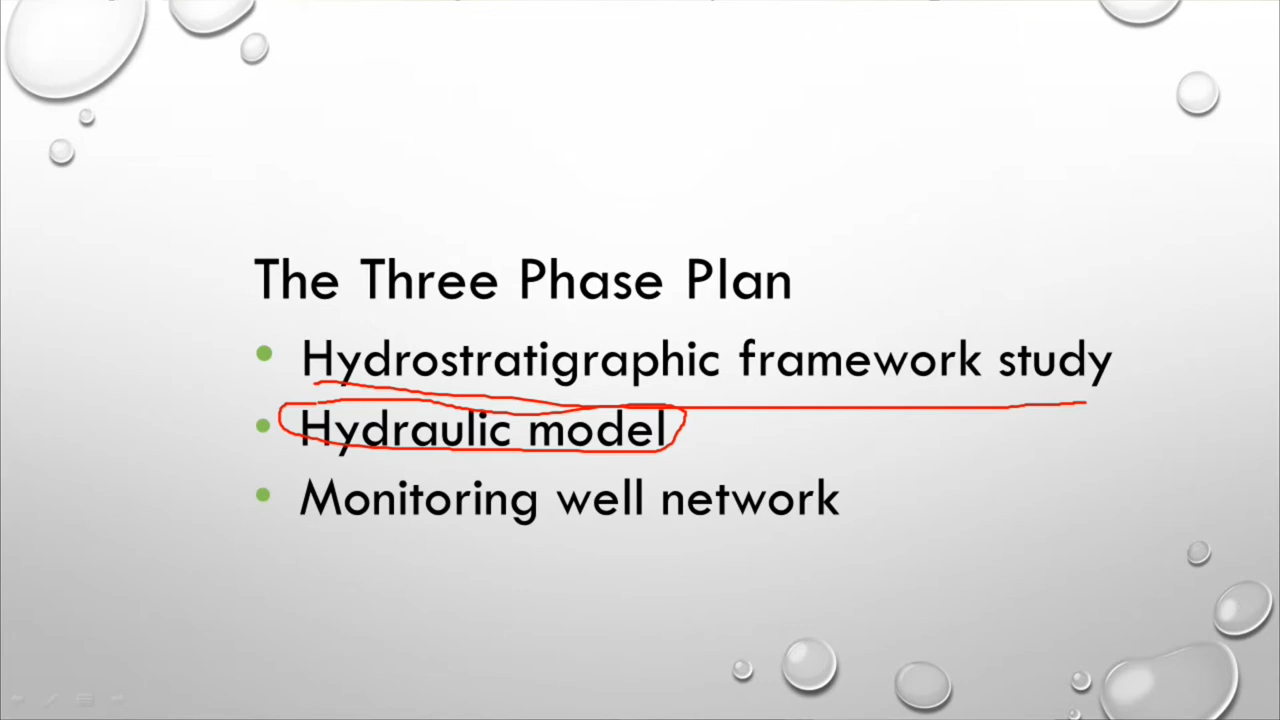 The Three Phase Plan
• Hydrostratigraphic framework study
• Hydraulic model
• Monitoring well network